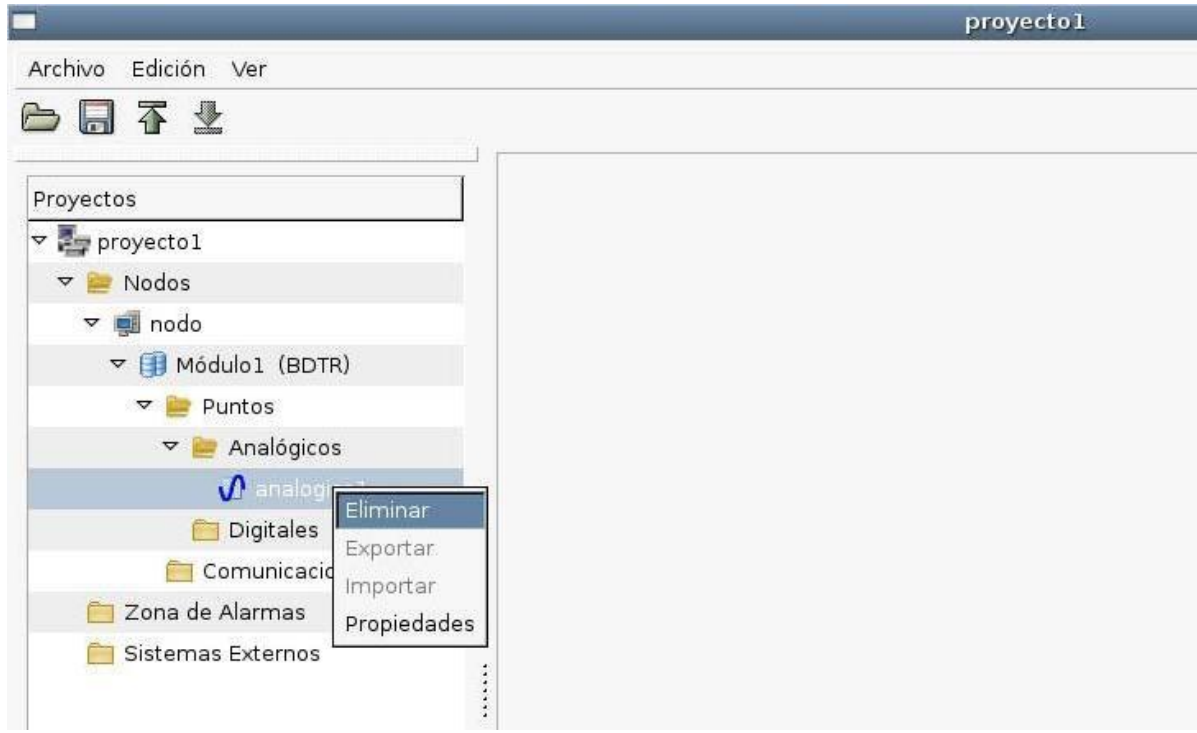 proyecto1
Archivo Edición Ver
Proyectos
proyecto1
Nodos
nodo
Módulo1 (BDTR)
Puntos
Analógicos
Eliminar
Digitales
Exportar
Importar
Zona de Alarmas
Propiedades
Sistemas Externos